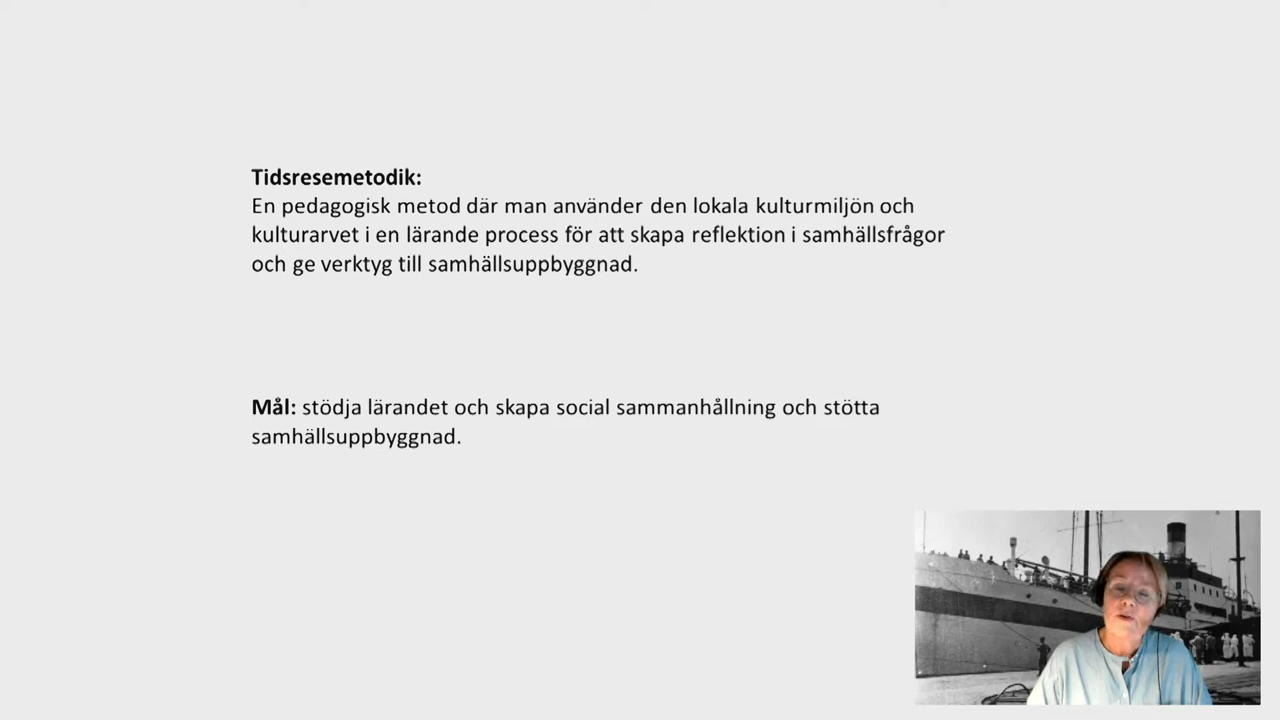 Tidsresemetodik:
En pedagogisk metod där man använder den lokala kulturmiljön och
kulturarvet i en lärande process för att skapa reflektion i samhällsfrågor
och ge verktyg till samhällsuppbyggnad.
Mål: stödja lärandet och skapa social sammanhållning och stötta
samhällsuppbyggnad.